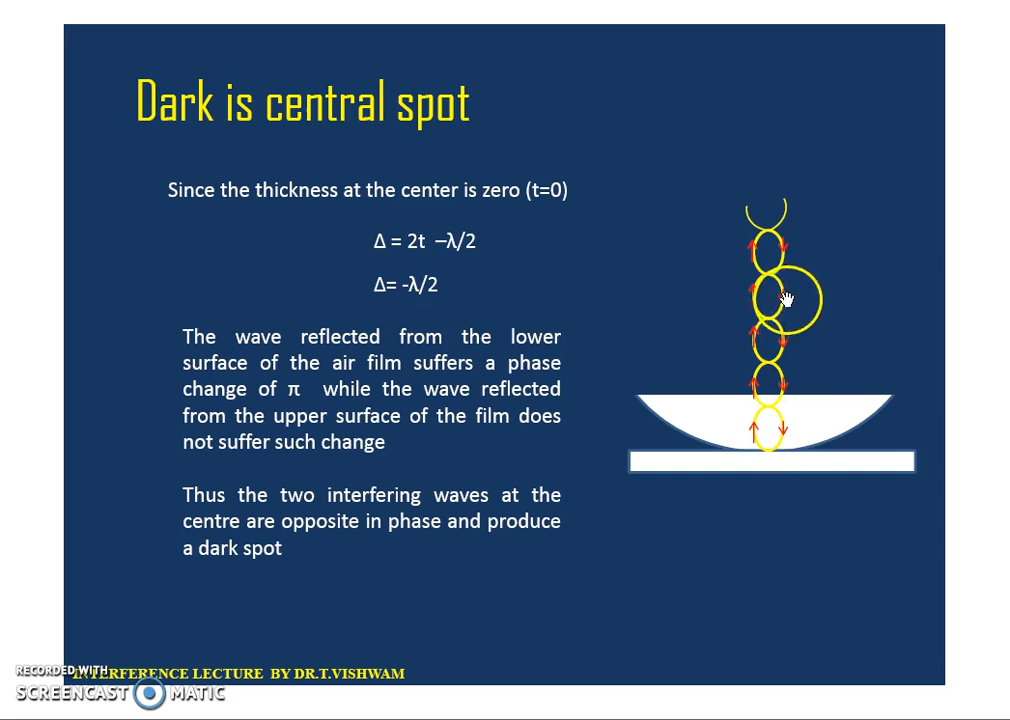 Dark is central spot
Since the thickness at the center is zero (t=0)
Δ = 2t –λ/2
Δ= -λ/2
The wave reflected from the lower
surface of the air film suffers a phase
change of π while the wave reflected
from the upper surface of the film does
not suffer such change
Thus the two interfering waves at the
centre are opposite in phase and produce
a dark spot
RECORDED WITH
INTERFERENCE LECTURE BY DR.T.VISHWAM
SCREENCAST MATIC